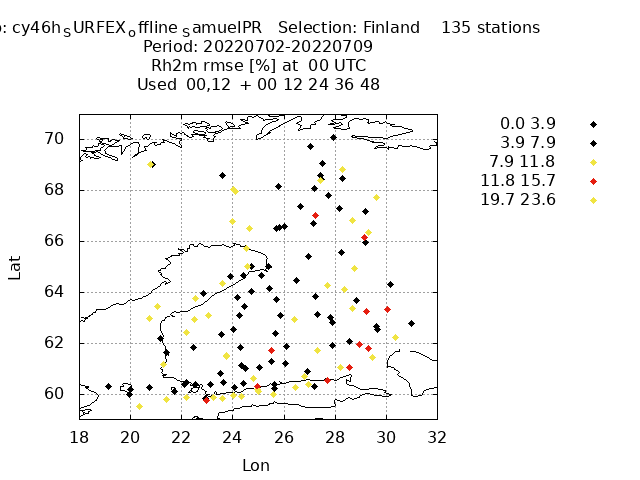 : cy46h_SURFEX_offline_SamuelPR Selection: Finland 135 stations
Period: 20220702-20220709
Rh2m rmse [%] at 00 UTC
Used 00,12 + 00 12 24 36 48
0.0 3.9
3.9 7.9
7.9 11.8
11.8 15.7
19.7 23.6
70
68
66
64
62
60
Lat
18 20 22 24 26 28 30 32
Lon